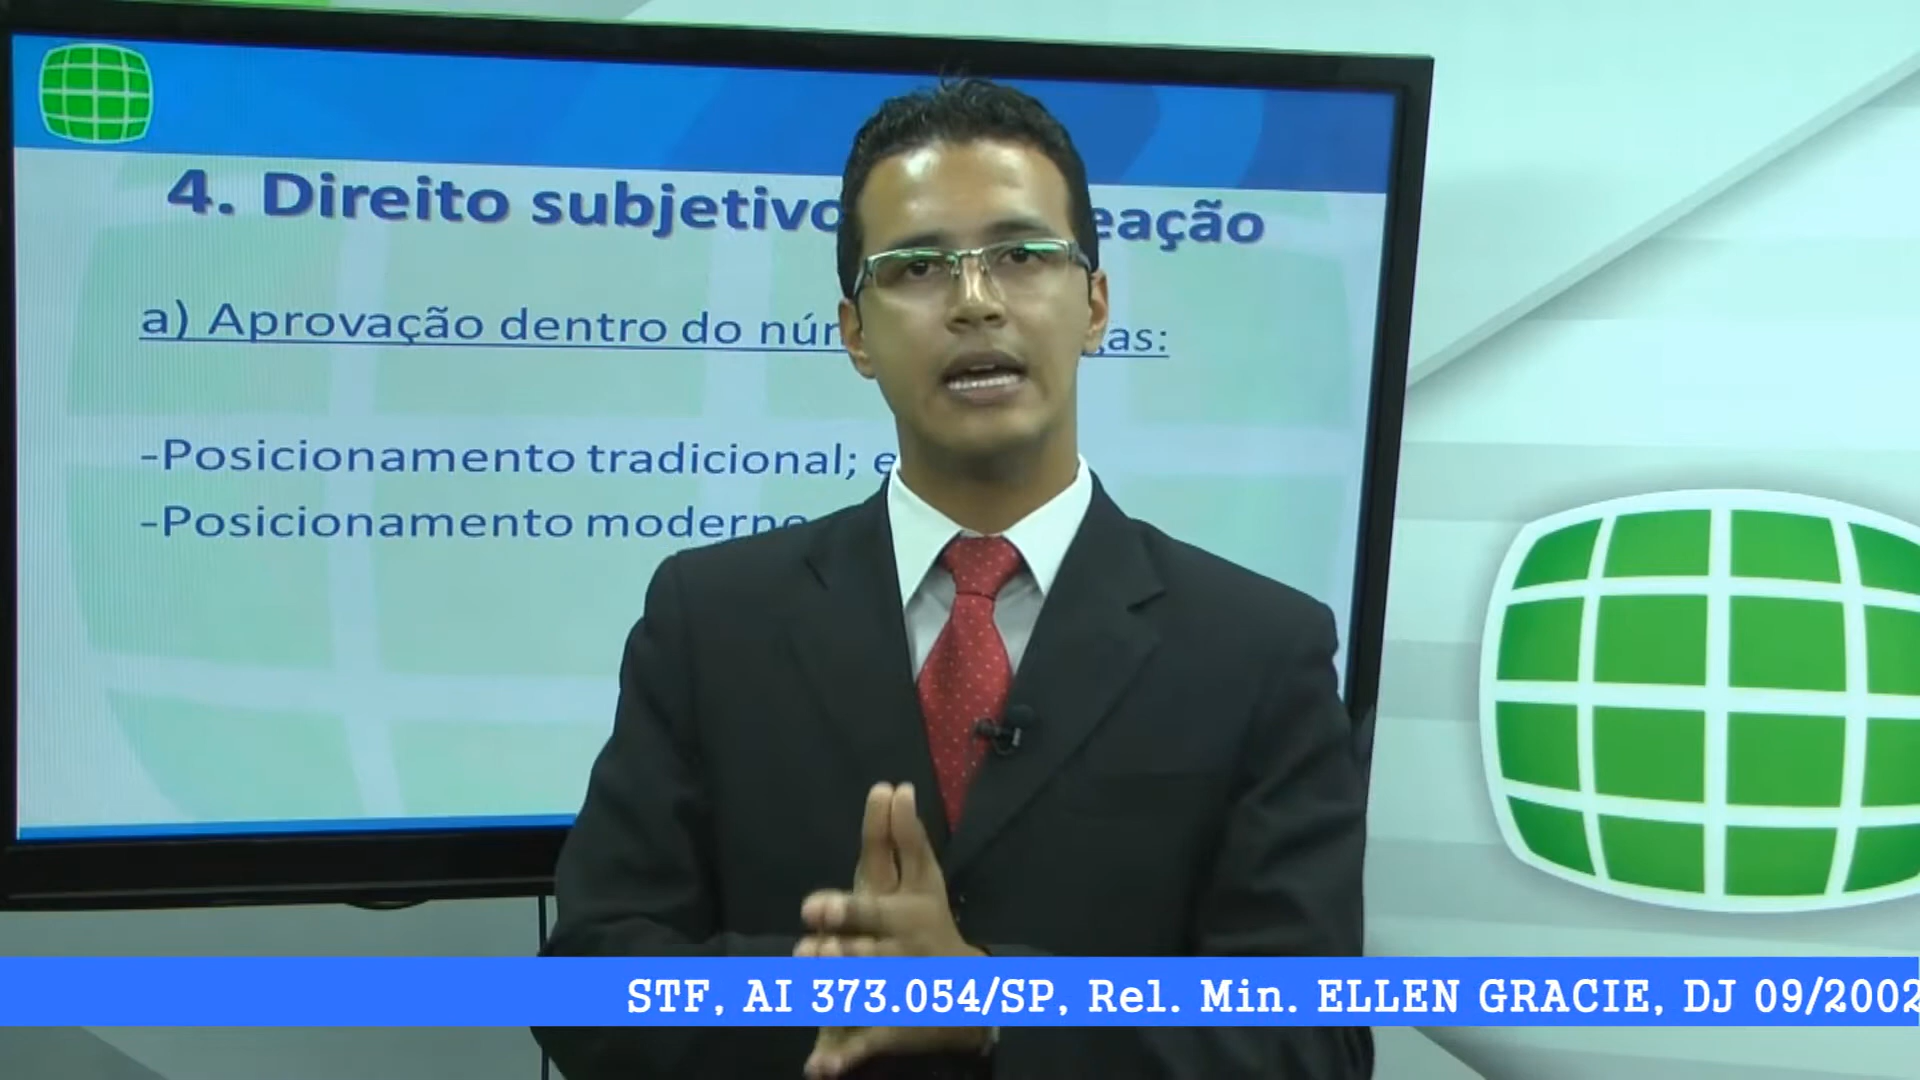 4. Direito subjetivo eação
a) Aprovação dentro do as:
-Posicionamento tradicional; e
-Posicionamento moderno
STF, AI 373.054/SP, Rel. Min. ELLEN GRACIE, DJ 09/2002